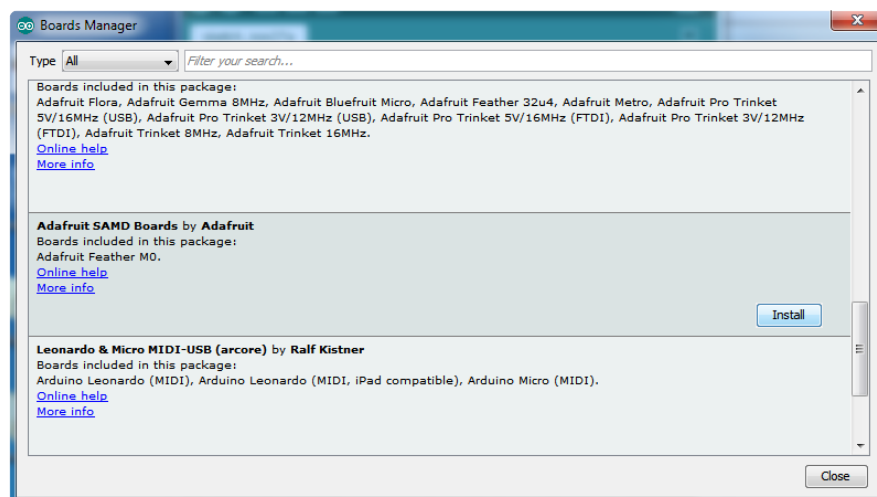 Boards Manager
Type All Filter your search...
Boards included in this package:
Adafruit Flora, Adafruit Gemma 8MHz, Adafruit Bluefruit Micro, Adafruit Feather 32u4, Adafruit Metro, Adafruit Pro Trinket
5V/16MHz (USB), Adafruit Pro Trinket 3V/12MHz (USB), Adafruit Pro Trinket 5V/16MHz (FTDI), Adafruit Pro Trinket 3V/12MHz
(FTDI), Adafruit Trinket 8MHz, Adafruit Trinket 16MHz.
Online help
More info
Adafruit SAMD Boards by Adafruit
Boards included in this package:
Adafruit Feather M0.
Online help
More info
Install
Leonardo & Micro MIDI-USB (arcore) by Ralf Kistner
Boards included in this package:
Arduino Leonardo (MIDI), Arduino Leonardo (MIDI, iPad compatible), Arduino Micro (MIDI).
Online help
More info
Close